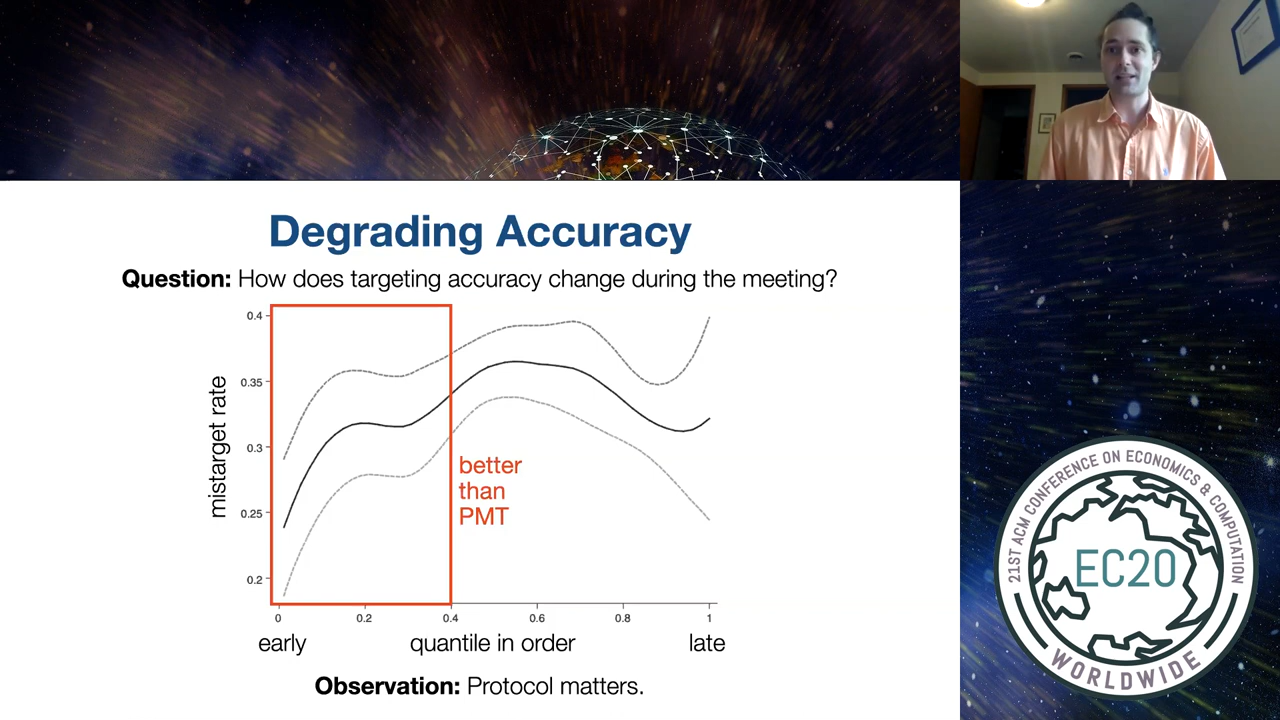 Degrading Accuracy
Question: How does targeting accuracy change during the meeting?
mistarget rate
0.4
0.35
0.3
0.25
0.2
better
than
PMT
0
0.2
0.4
0.6
0.8
1
early
quantile in order
late
Observation: Protocol matters.
21ST ACM CONFERENCE ON ECONOMICS & COMPUTATION
EC20
WORLDWIDE